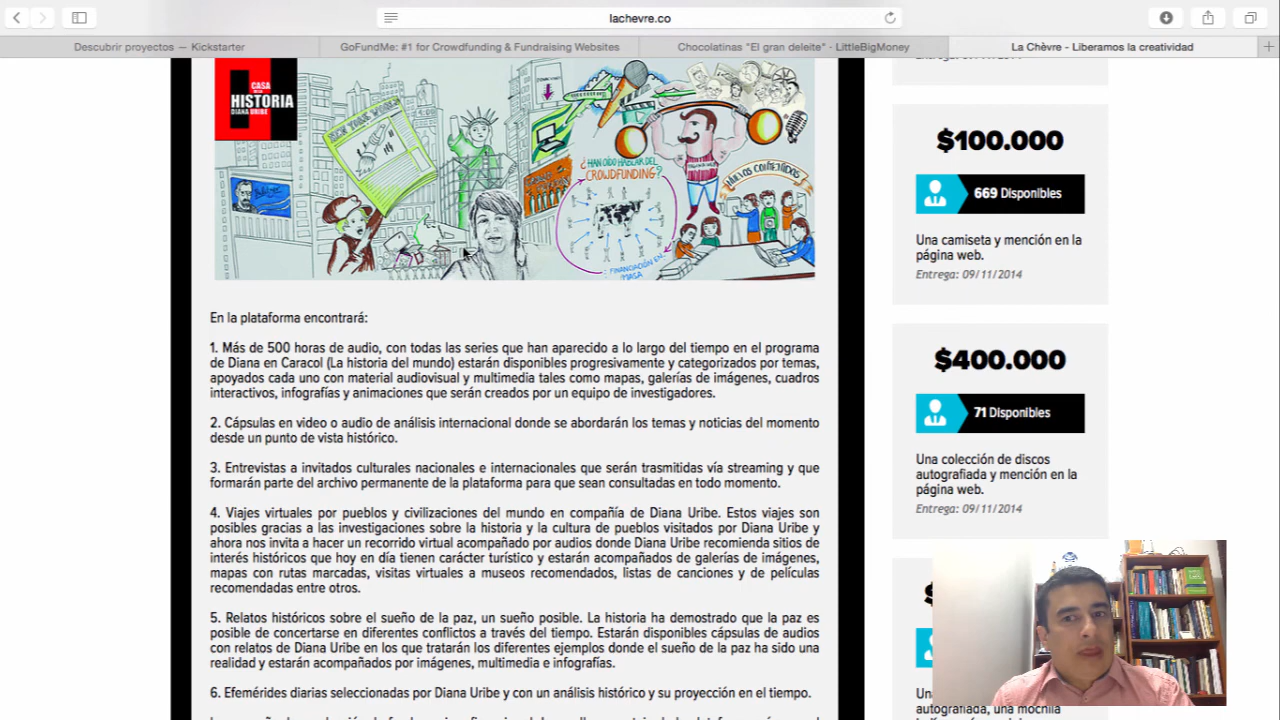 lachevre.co
Descubrir proyectos — Kickstarter
GoFundMe: #1 for Crowdfunding & Fundraising Websites
Chocolatinas "El gran deleite" - LittleBigMoney
La Chèvre - Liberamos la creatividad
CASA
HISTORIA
DIANA URIBE
¿HAN OÍDO HABLAR DEL
CROWDFUNDING?
FINANCIACIÓN EN
MASA
NUEVOS CONTENIDOS
En la plataforma encontrará:
1. Más de 500 horas de audio, con todas las series que han aparecido a lo largo del tiempo en el programa
de Diana en Caracol (La historia del mundo) estarán disponibles progresivamente y categorizados por temas,
apoyados cada uno con material audiovisual y multimedia tales como mapas, galerías de imágenes, cuadros
interactivos, infografías y animaciones que serán creados por un equipo de investigadores.
2. Cápsulas en video o audio de análisis internacional donde se abordarán los temas y noticias del momento
desde un punto de vista histórico.
3. Entrevistas a invitados culturales nacionales e internacionales que serán trasmitidas vía streaming y que
formarán parte del archivo permanente de la plataforma para que sean consultadas en todo momento.
4. Viajes virtuales por pueblos y civilizaciones del mundo en compañía de Diana Uribe. Estos viajes son
posibles gracias a las investigaciones sobre la historia y la cultura de pueblos visitados por Diana Uribe y
ahora nos invita a hacer un recorrido virtual acompañado por audios donde Diana Uribe recomienda sitios de
interés históricos que hoy en día tienen carácter turístico y estarán acompañados de galerías de imágenes,
mapas con rutas marcadas, visitas virtuales a museos recomendados, listas de canciones y de películas
recomendadas entre otros.
5. Relatos históricos sobre el sueño de la paz, un sueño posible. La historia ha demostrado que la paz es
posible de concertarse en diferentes conflictos a través del tiempo. Estarán disponibles cápsulas de audios
con relatos de Diana Uribe en los que tratarán los diferentes ejemplos donde el sueño de la paz ha sido una
realidad y estarán acompañados por imágenes, multimedia e infografías.
6. Efemérides diarias seleccionadas por Diana Uribe y con un análisis histórico y su proyección en el tiempo.
$100.000
669 Disponibles
Una camiseta y mención en la
página web.
Entrega: 09/11/2014
$400.000
71 Disponibles
Una colección de discos
autografiada y mención en la
página web.
Entrega: 09/11/2014
autografiada, una mochila